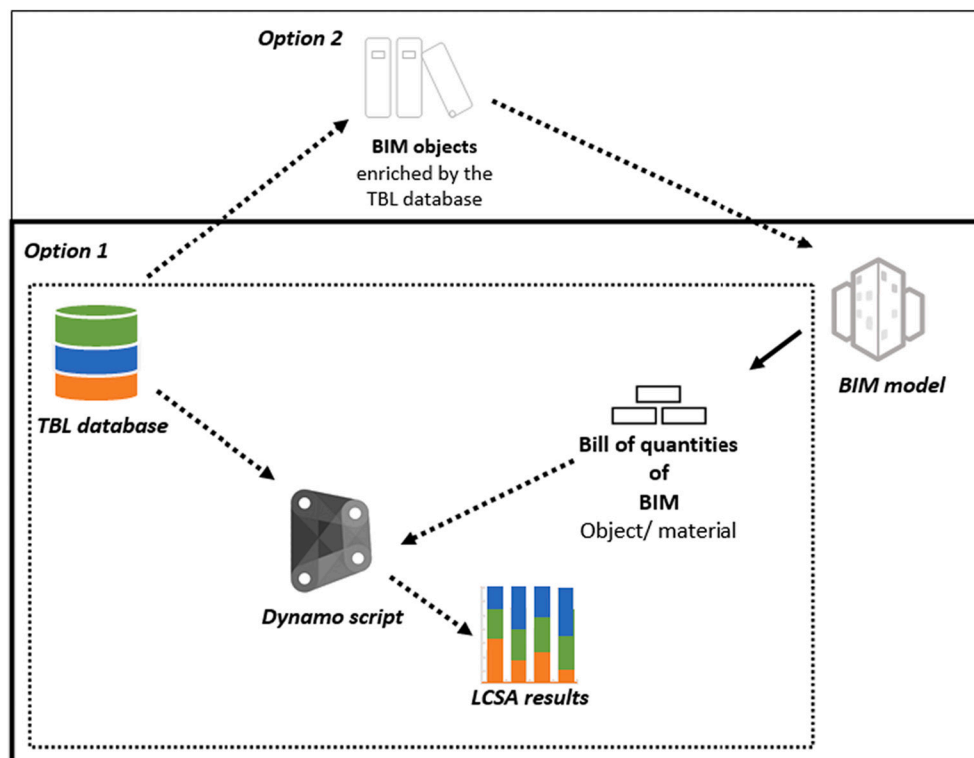 Option 2
BIM objects
enriched by the
TBL database
Option 1
TBL database
BIM model
Bill of quantities
of
BIM
Object/ material
Dynamo script
LCSA results